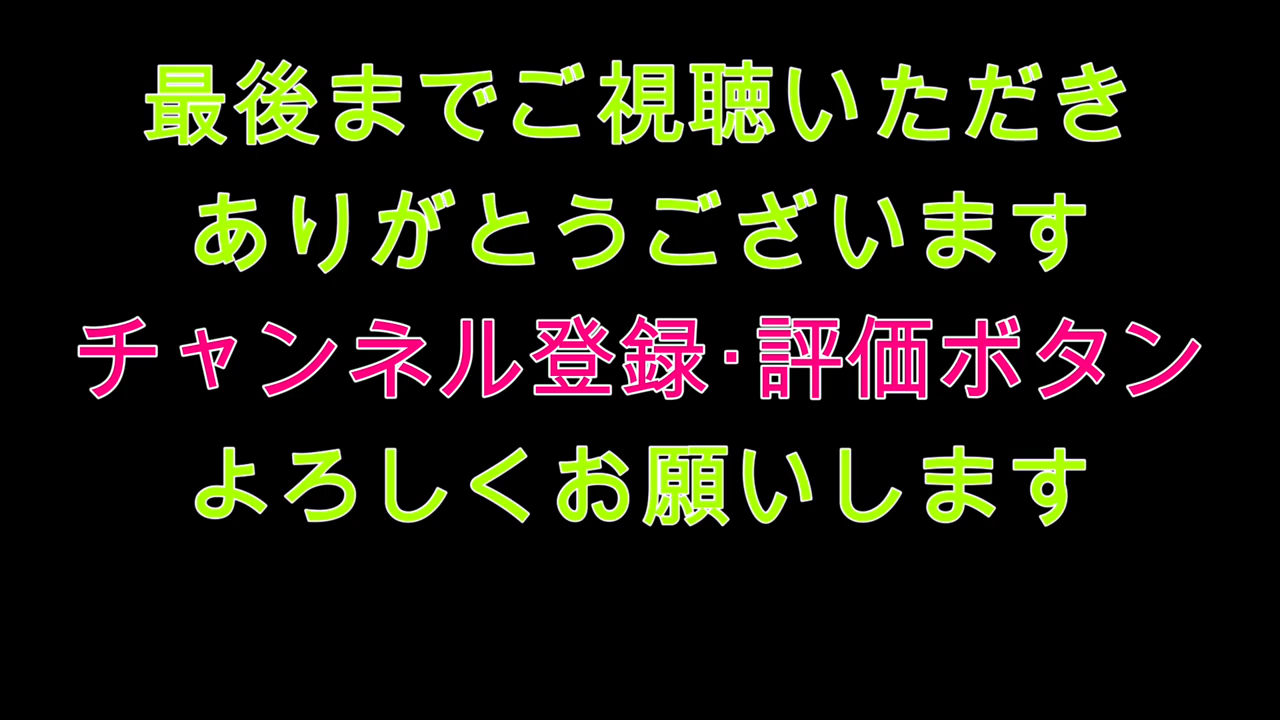 最後までご視聴いただき
ありがとうございます
チャンネル登録・評価ボタン
よろしくお願いします